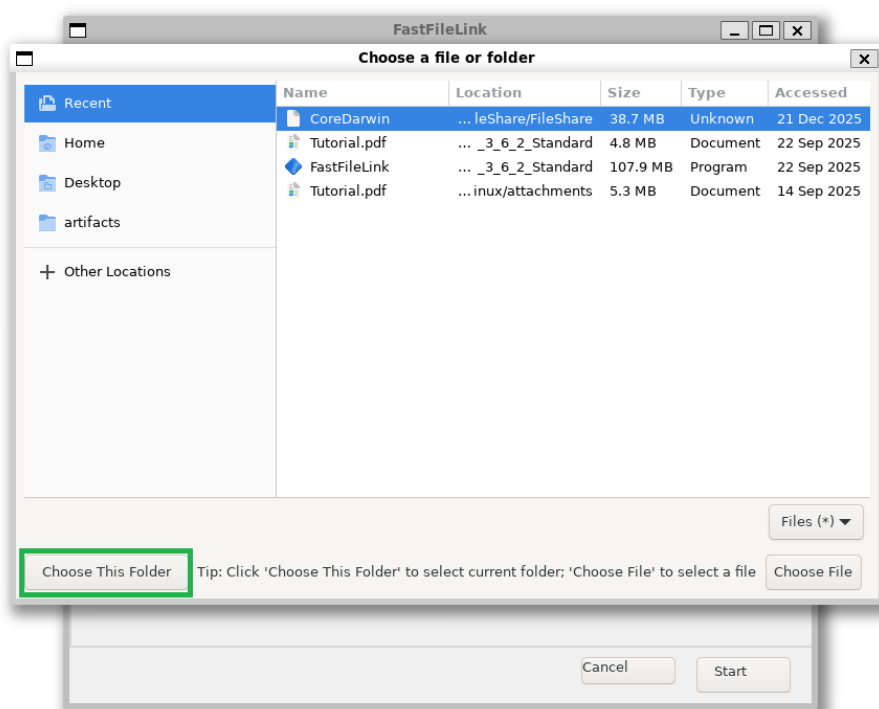 FastFileLink
Choose a file or folder
Recent
Home
Desktop
artifacts
Other Locations
Name Location Size Type Accessed
CoreDarwin ... leShare/FileShare 38.7 MB Unknown 21 Dec 2025
Tutorial.pdf ... _3_6_2_Standard 4.8 MB Document 22 Sep 2025
FastFileLink ... _3_6_2_Standard 107.9 MB Program 22 Sep 2025
Tutorial.pdf ... inux/attachments 5.3 MB Document 14 Sep 2025
Files (*)
Choose This Folder Tip: Click 'Choose This Folder' to select current folder; 'Choose File' to select a file Choose File
Cancel Start